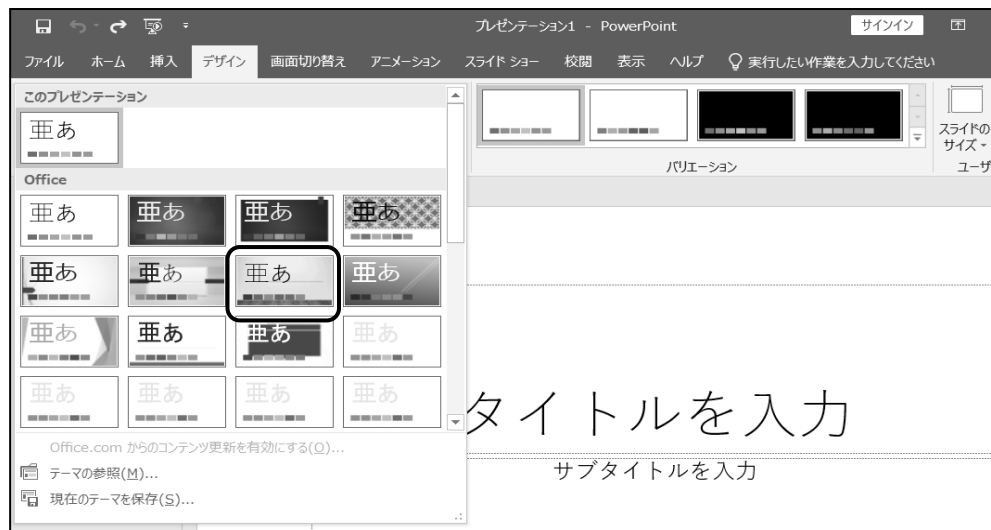 プレゼンテーション1 - PowerPoint
サインイン
ファイル ホーム 挿入 デザイン 画面切り替え アニメーション スライド ショー 校閲 表示 ヘルプ 実行したい作業を入力してください
このプレゼンテーション
亜あ
Office
亜あ 亜あ 亜あ 亜あ
亜あ 亜あ 亜あ 亜あ
亜あ 亜あ 亜あ 亜あ
亜あ 亜あ 亜あ 亜あ
Office.com からのコンテンツ更新を有効にする(O)...
テーマの参照(M)...
現在のテーマを保存(S)...
バリエーション
スライドの
サイズ
ユーザ
タイトルを入力
サブタイトルを入力